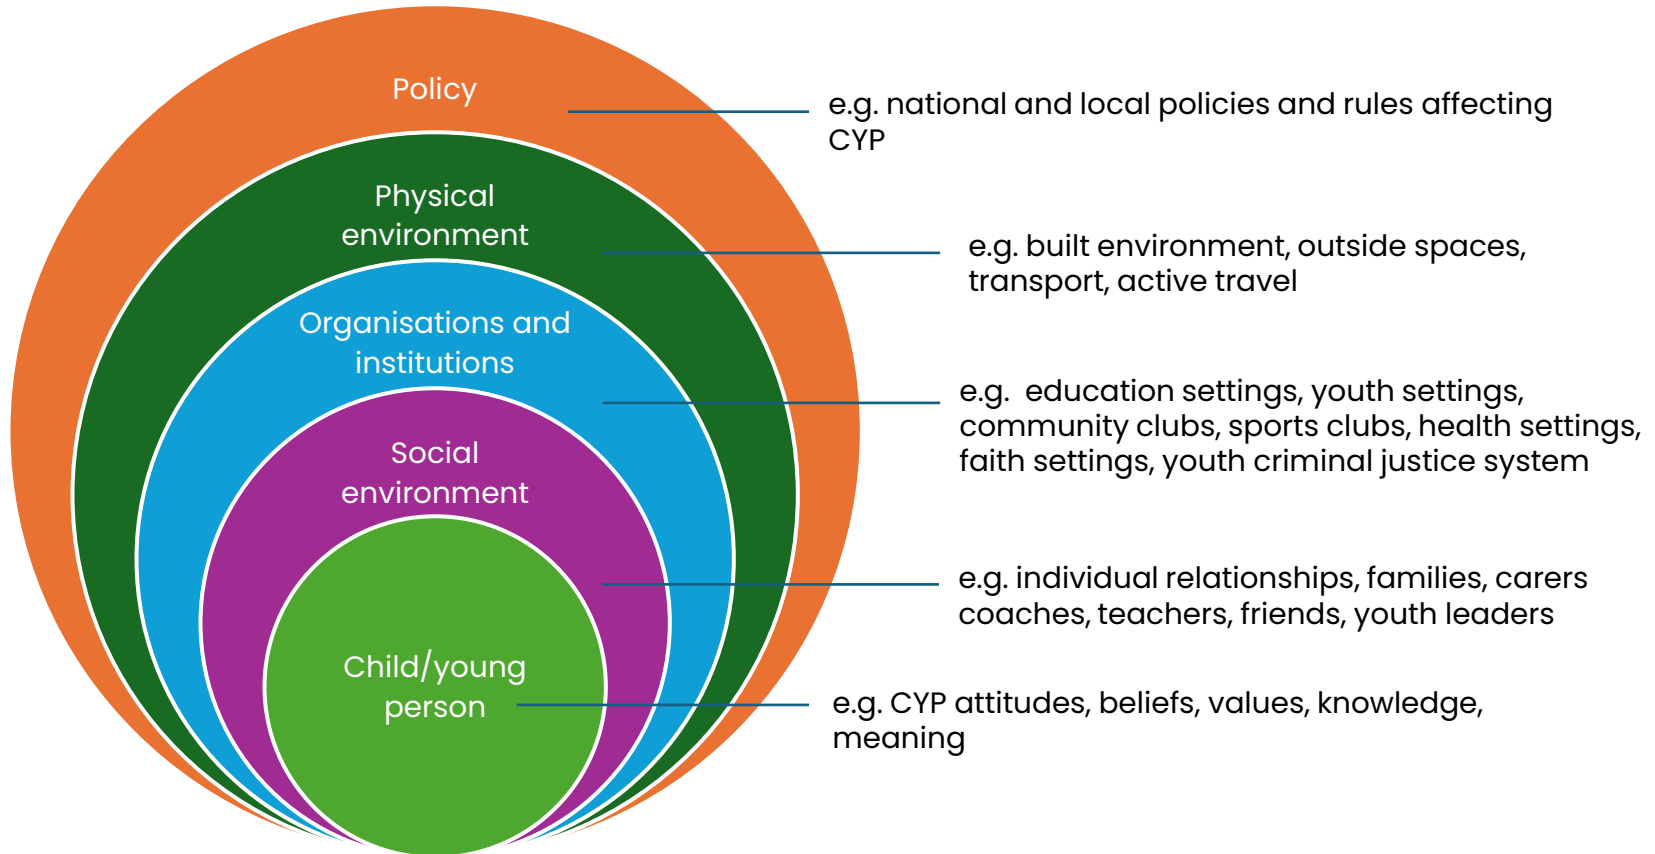 Policy
e.g. national and local policies and rules affecting
CYP
Physical
environment
e.g. built environment, outside spaces,
transport, active travel
Organisations and
institutions
e.g.  education settings, youth settings,
community clubs, sports clubs, health settings,
faith settings, youth criminal justice system
Social
environment
e.g. individual relationships, families, carers
coaches, teachers, friends, youth leaders
Child/young
person
e.g. CYP attitudes, beliefs, values, knowledge,
meaning